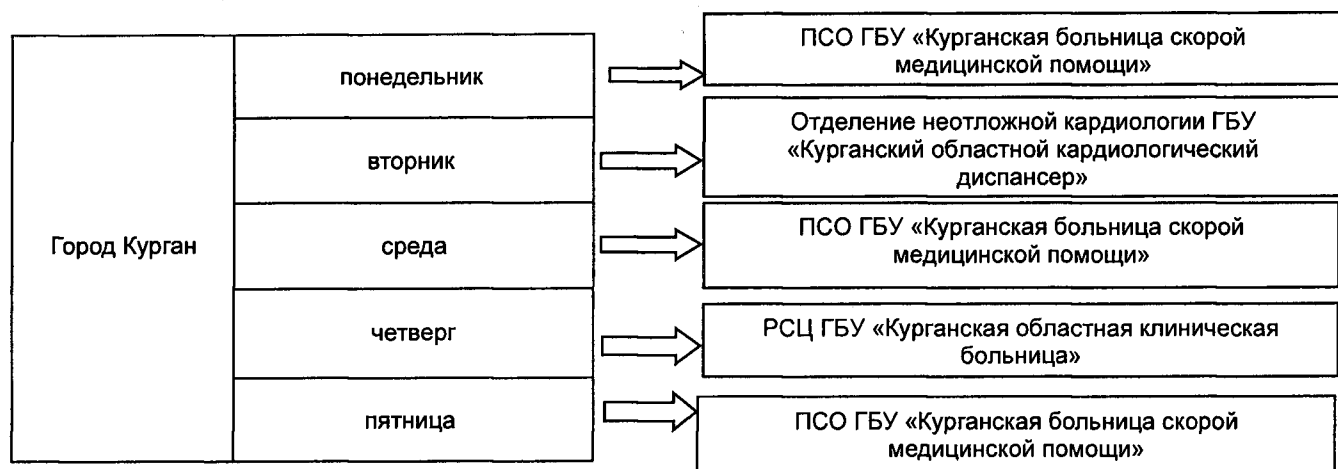 Город Курган
понедельник
ПСО ГБУ «Курганская больница скорой
медицинской помощи»
вторник
Отделение неотложной кардиологии ГБУ
«Курганский областной кардиологический
диспансер»
среда
ПСО ГБУ «Курганская больница скорой
медицинской помощи»
четверг
РСЦ ГБУ «Курганская областная клиническая
больница»
пятница
ПСО ГБУ «Курганская больница скорой
медицинской помощи»